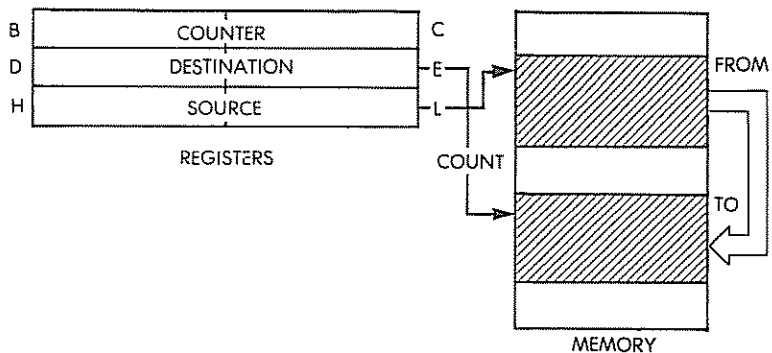 B COUNTER C
D DESTINATION E
H SOURCE L
REGISTERS
COUNT
FROM
TO
MEMORY